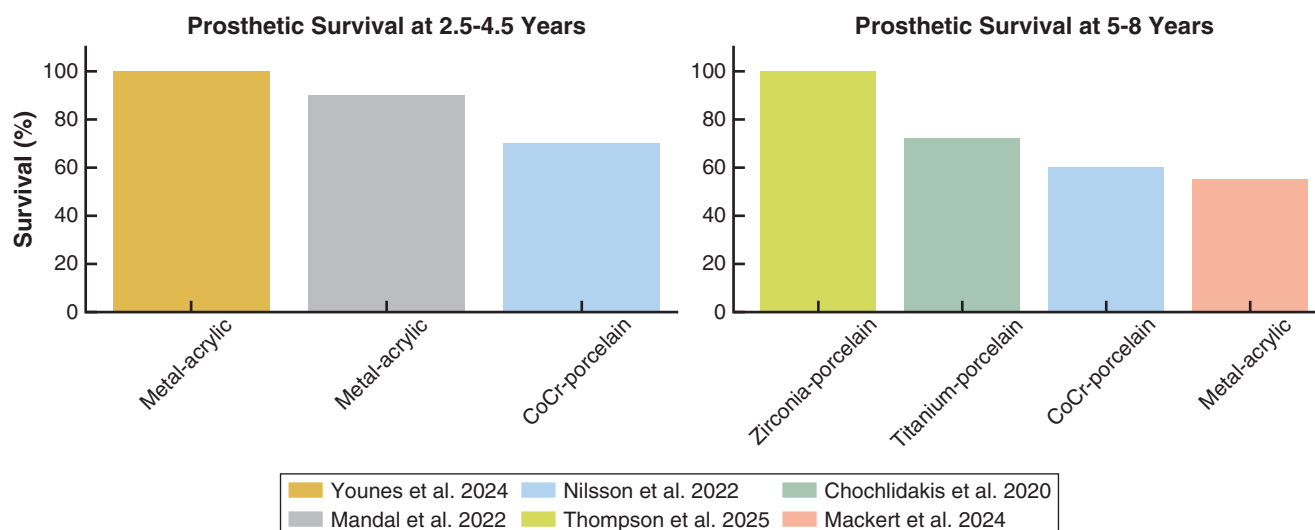 Prosthetic Survival at 2.5-4.5 Years
Survival (%)
100
80
60
40
20
0
Metal-acrylic
Metal-acrylic
CoCr-porcelain
Prosthetic Survival at 5-8 Years
100
80
60
40
20
0
Zirconia-porcelain
Titanium-porcelain
CoCr-porcelain
Metal-acrylic
Younes et al. 2024
Nilsson et al. 2022
Chochlidakis et al. 2020
Mandal et al. 2022
Thompson et al. 2025
Mackert et al. 2024